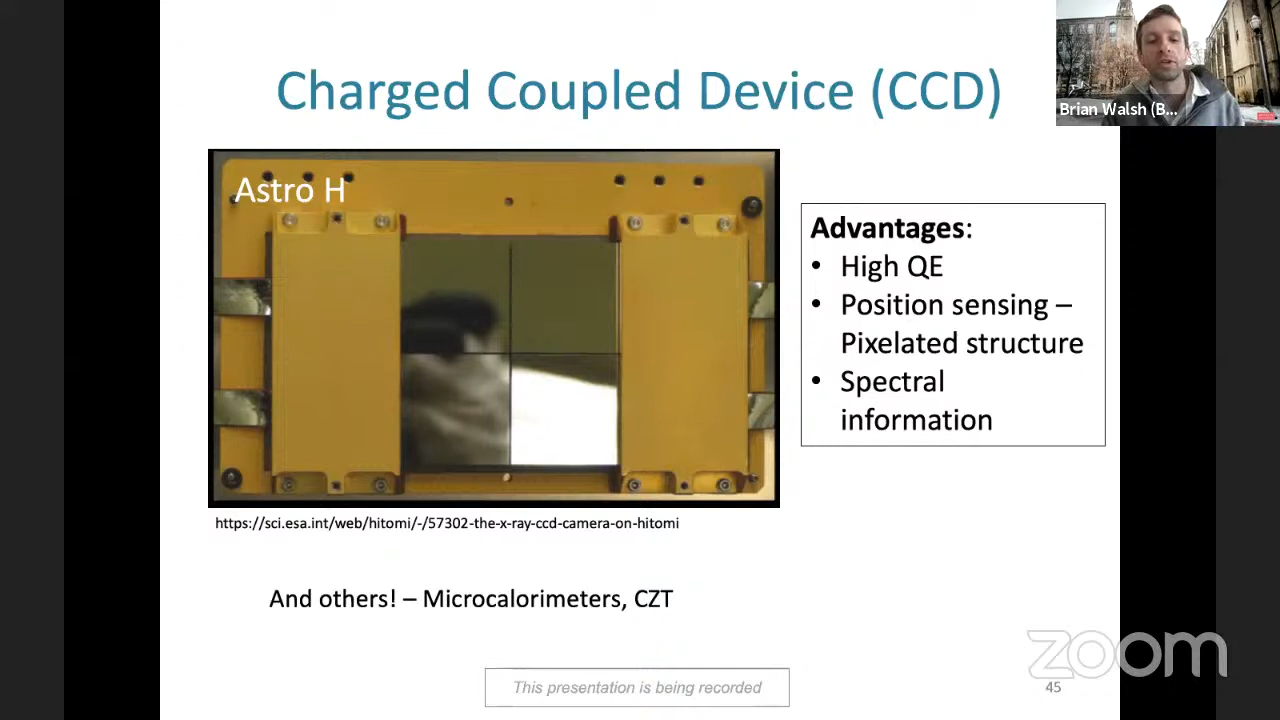 Charged Coupled Device (CCD)
Brian Walsh (B...
Astro H
Advantages:
• High QE
• Position sensing –
Pixelated structure
• Spectral
information
https://sci.esa.int/web/hitomi/-/57302-the-x-ray-ccd-camera-on-hitomi
And others! – Microcalorimeters, CZT
zoom
This presentation is being recorded
45